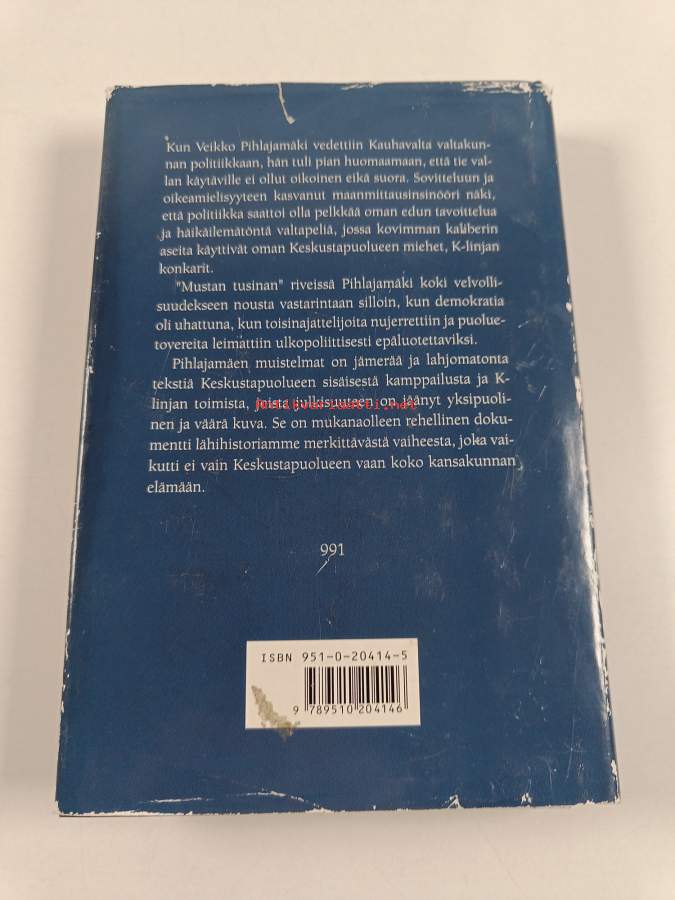 Kun Veikko Pihlajamäki vedettiin Kauhavalta valtakun-
nan politiikkaan, hän tuli pian huomaamaan, että tie val-
lan käytäville ei ollut oikoinen eikä suora. Sovitteluun ja
oikeamielisyyteen kasvanut maanmittausinsinööri näki,
että politiikka saattoi olla pelkkää oman edun tavoittelua
ja häikäilemätöntä valtapeliä, jossa kovimman kaliberin
aseita käyttivät oman Keskustapuolueen miehet, K-linjan
konkarit.
"Mustan tusinan" riveissä Pihlajamäki koki velvolli-
suudekseen nousta vastarintaan silloin, kun demokratia
oli uhattuna, kun toisinajattelijoita nujerrettiin ja puolue-
tovereita leimattiin ulkopoliittisesti epäluotettaviksi.
Pihlajamäen muistelmat on jämerää ja lahjomatonta
tekstiä Keskustapuolueen sisäisestä kamppailusta ja K-
linjan toimista, joista julkisuuteen on jäänyt yksipuoli-
nen ja väärä kuva. Se on mukanaolleen rehellinen doku-
mentti lähihistoriamme merkittävästä vaiheesta, joka vai-
kutti ei vain Keskustapuolueen vaan koko kansakunnan
elämään.
991
ISBN 951-0-20414-5
9 789510 204146